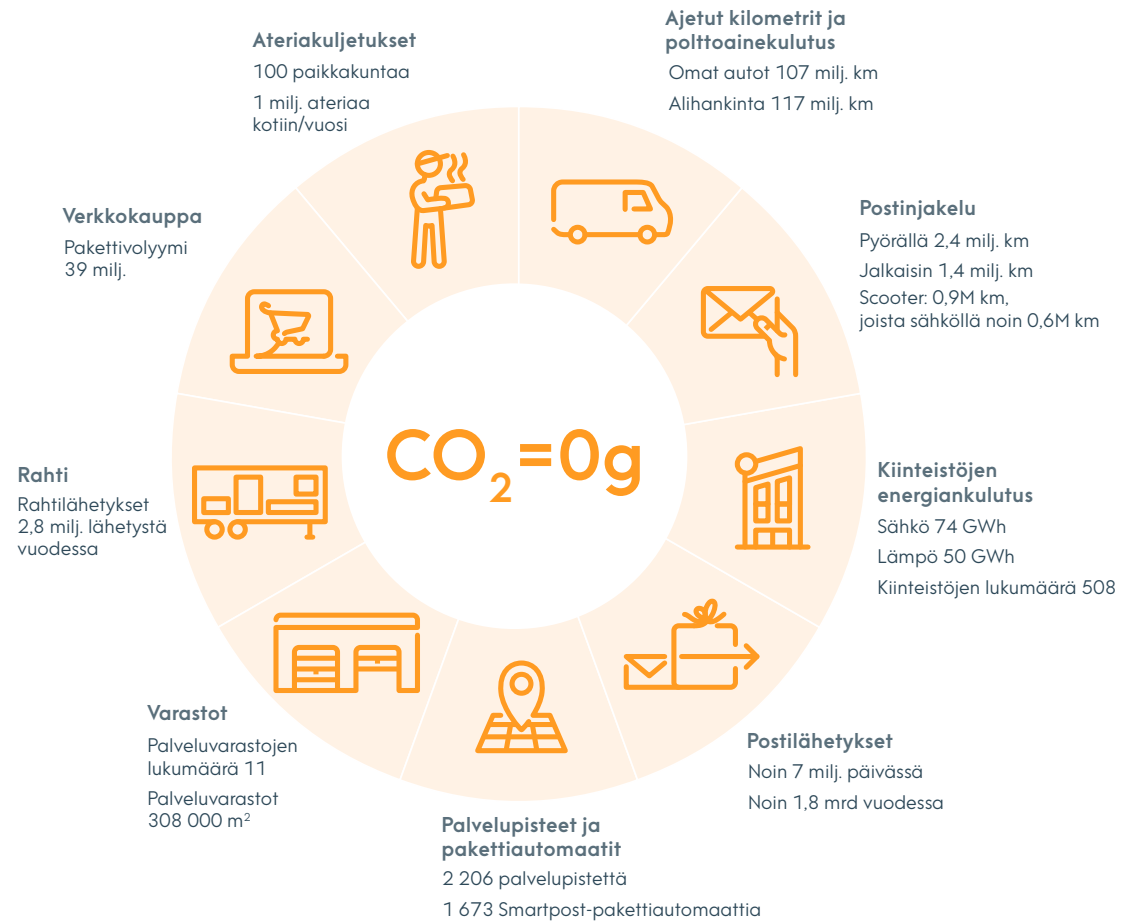 Ateriakuljetukset
100 paikkakuntaa
1 milj. ateriaa
kotiin/vuosi
Ajetut kilometrit ja
polttoainekulutus
Omat autot 107 milj. km
Alihankinta 117 milj. km
Postinjakelu
Pyörällä 2,4 milj. km
Jalkaisin 1,4 milj. km
Scooter: 0,9M km,
joista sähköllä noin 0,6M km
Kiinteistöjen
energiankulutus
Sähkö 74 GWh
Lämpö 50 GWh
Kiinteistöjen lukumäärä 508
Postilähetykset
Noin 7 milj. päivässä
Noin 1,8 mrd vuodessa
Palvelupisteet ja
pakettiautomaatit
2 206 palvelupistettä
1 673 Smartpost-pakettiautomaattia
Varastot
Palveluvarastojen
lukumäärä 11
Palveluvarastot
308 000 m²
Rahti
Rahtilähetykset
2,8 milj. lähetystä
vuodessa
Verkkokauppa
Pakettivolyymi
39 milj.
CO₂=0g